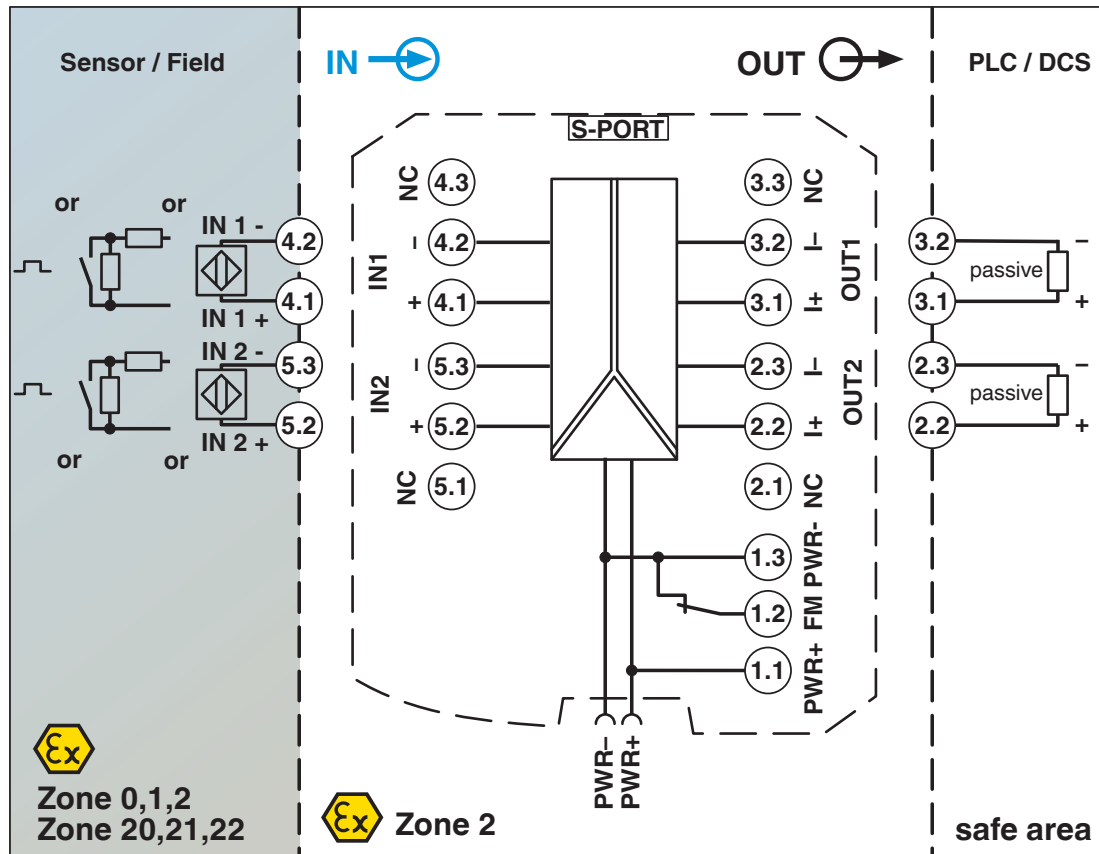 Sensor / Field
IN
OUT
PLC / DCS
S-PORT
or
or
IN 1 -
4.2
4.1
IN 1 +
IN 2 -
5.3
5.2
IN 2 +
or
or
NC
4.3
IN1
–
4.2
+
4.1
IN2
–
5.3
+
5.2
NC
5.1
3.3
NC
3.2
I–
3.1
I+
OUT1
2.3
I–
2.2
I+
OUT2
2.1
NC
1.3
PWR-
1.2
FM
1.1
PWR+
PWR–
PWR+
3.2
–
passive
3.1
+
2.3
–
passive
2.2
+
Ex
Zone 0,1,2
Zone 20,21,22
Ex
Zone 2
safe area